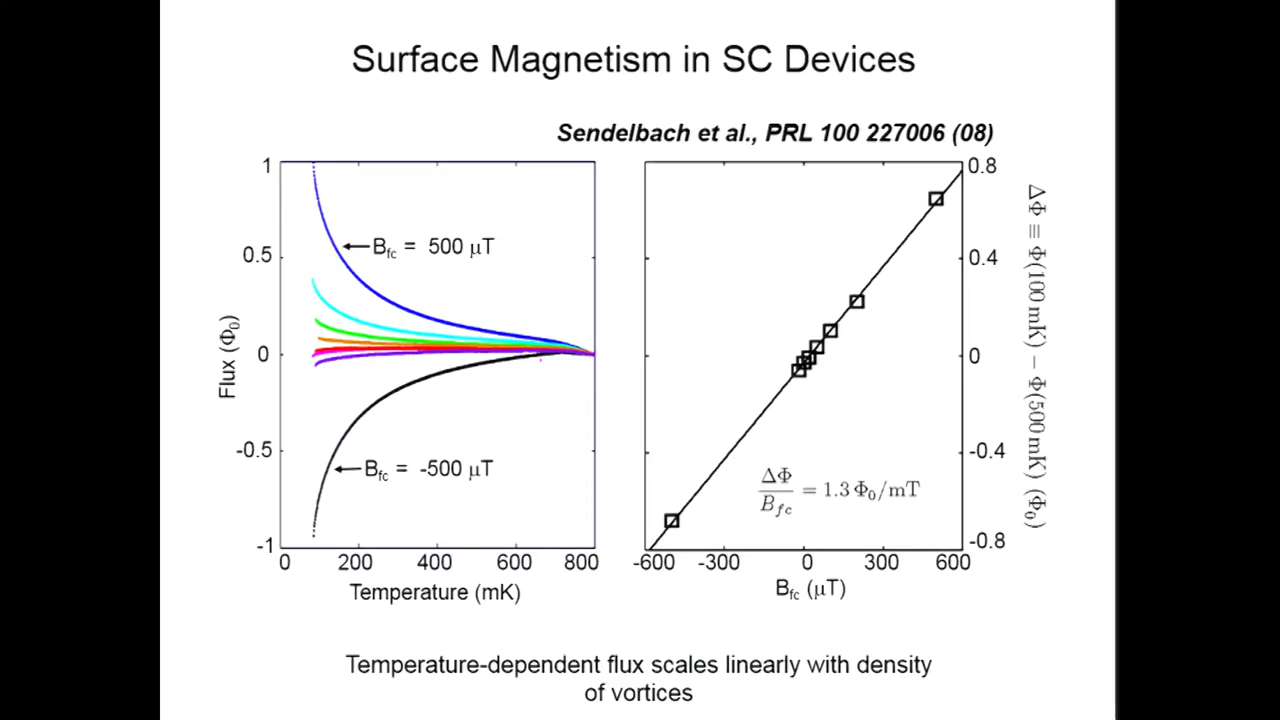 Surface Magnetism in SC Devices
Sendelbach et al., PRL 100 227006 (08)
1
0.5
0
-0.5
-1
Flux (Φ0)
Bfc = 500 μT
Bfc = -500 μT
0 200 400 600 800
Temperature (mK)
0.8
0.4
0
-0.4
-0.8
ΔΦ ≡ Φ(100 mK) − Φ(500 mK) (Φ0)
ΔΦ/Bfc = 1.3 Φ0/mT
-600 -300 0 300 600
Bfc (μT)
Temperature-dependent flux scales linearly with density
of vortices